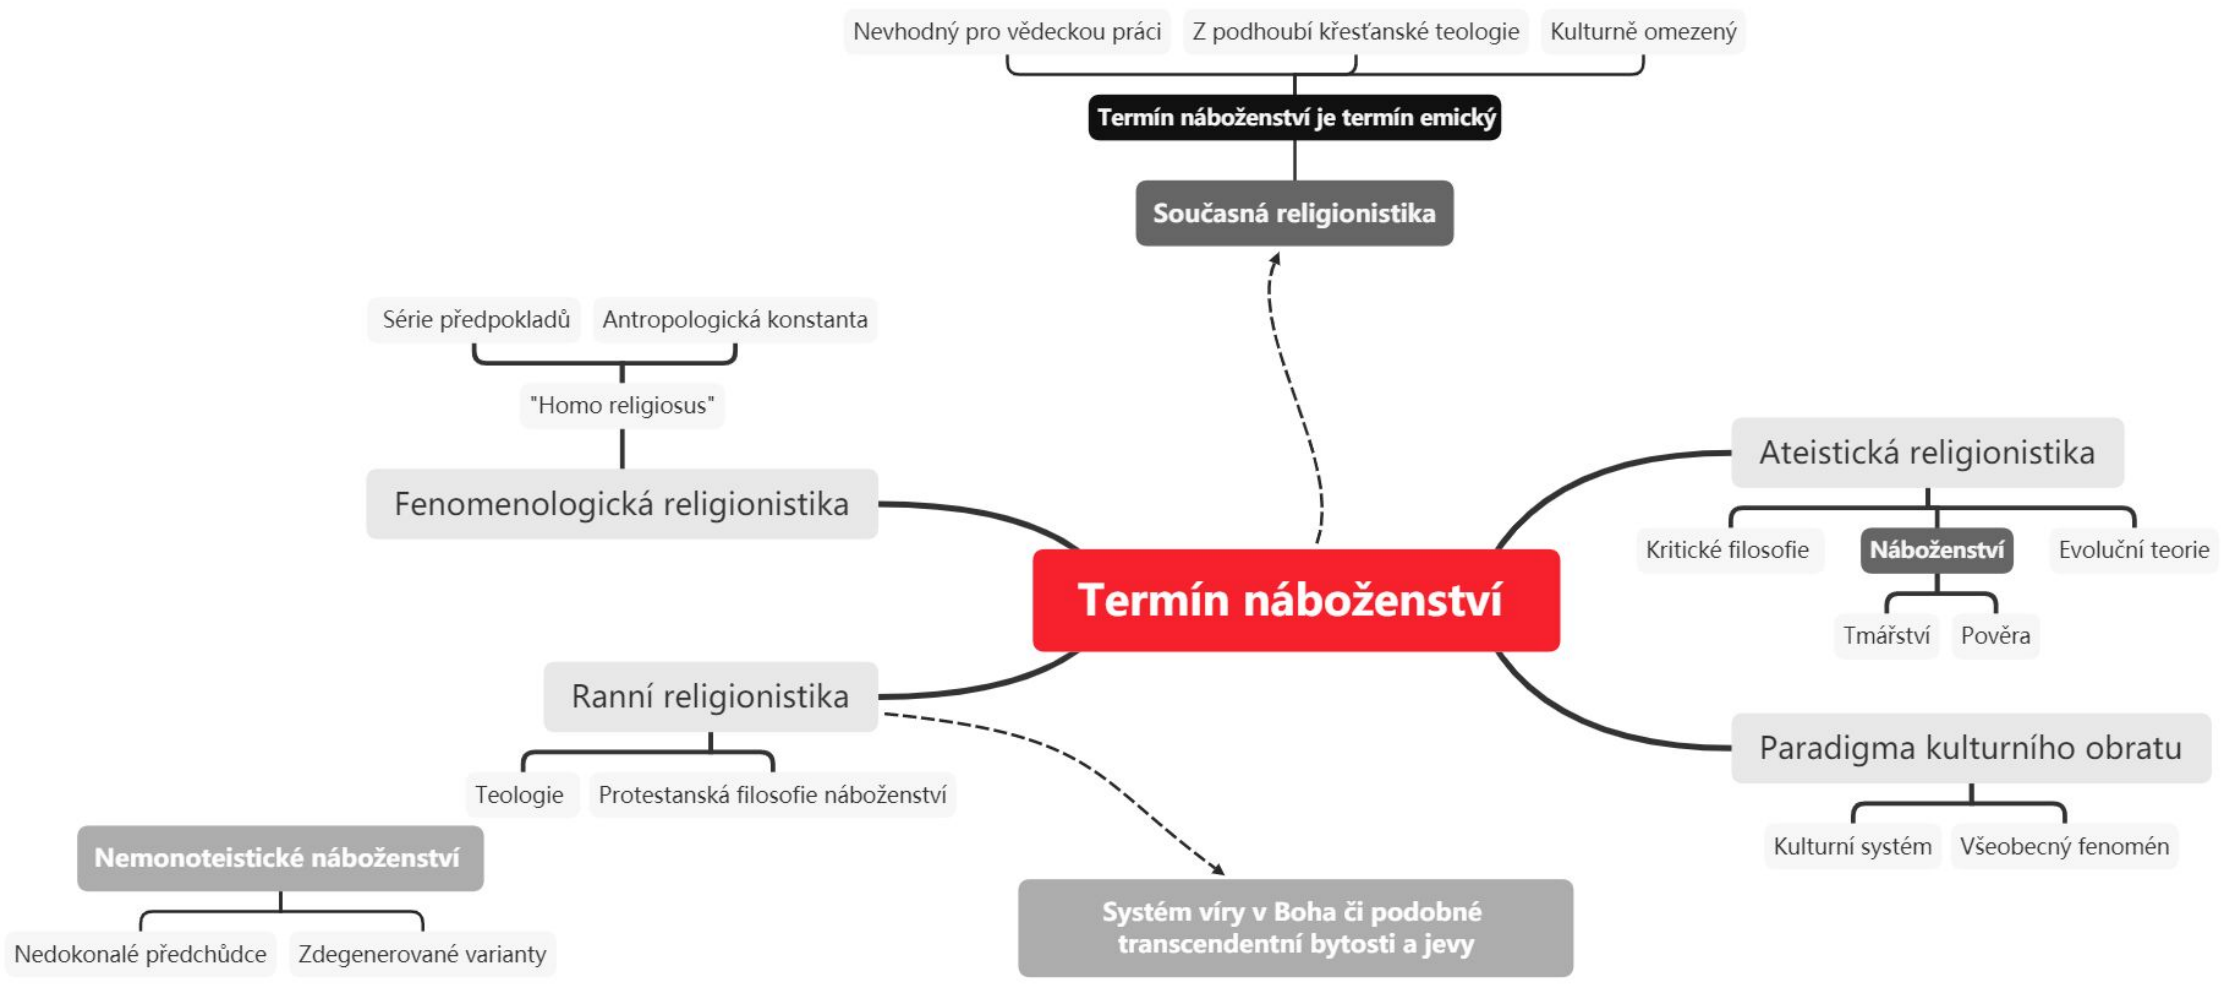 Nevhodný pro vědeckou práci
Z podhoubí křesťanské teologie
Kulturně omezený
Termín náboženství je termín emický
Současná religionistika
Série předpokladů
Antropologická konstanta
"Homo religiosus"
Fenomenologická religionistika
Ateistická religionistika
Kritické filosofie
Náboženství
Evoluční teorie
Tmářství
Pověra
Termín náboženství
Ranní religionistika
Teologie
Protestanská filosofie náboženství
Paradigma kulturního obratu
Kulturní systém
Všeobecný fenomén
Nemonoteistické náboženství
Nedokonalé předchůdce
Zdegenerované varianty
Systém víry v Boha či podobné
transcendentní bytosti a jevy